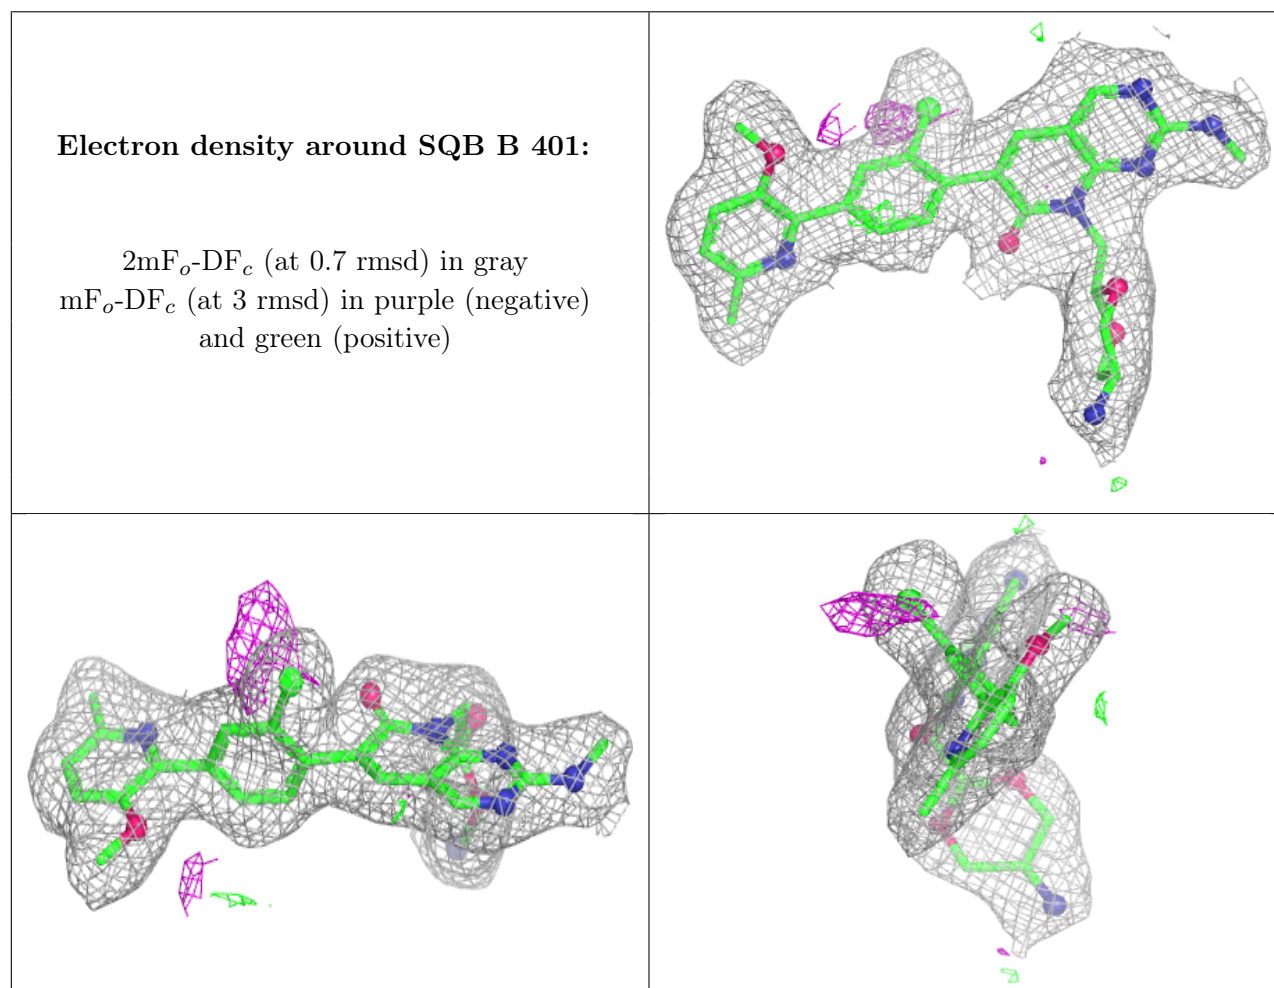 Electron density around SQB B 401:
2mFo-DFc (at 0.7 rmsd) in gray
mFo-DFc (at 3 rmsd) in purple (negative)
and green (positive)